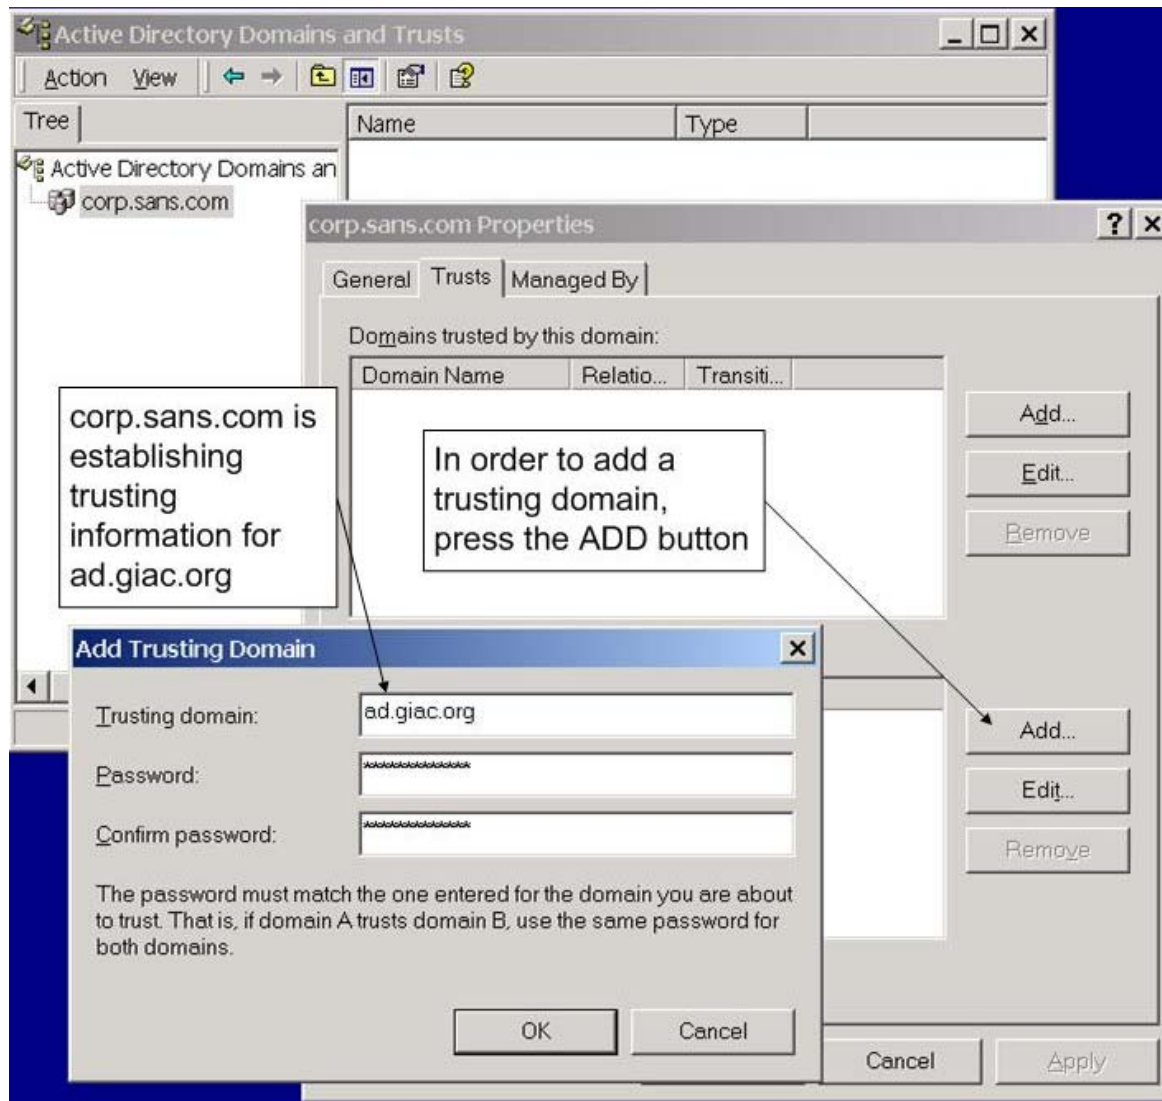 Active Directory Domains and Trusts
Action View
Tree
Name Type
Active Directory Domains an
corp.sans.com
corp.sans.com Properties
General Trusts Managed By
Domains trusted by this domain:
Domain Name Relatio... Transiti...
Add...
Edit...
Remove
corp.sans.com is
establishing
trusting
information for
ad.giac.org
In order to add a
trusting domain,
press the ADD button
Add Trusting Domain
Trusting domain: ad.giac.org
Password: *************
Confirm password: *************
The password must match the one entered for the domain you are about
to trust. That is, if domain A trusts domain B, use the same password for
both domains.
OK Cancel
Add...
Edit...
Remove
Cancel Apply